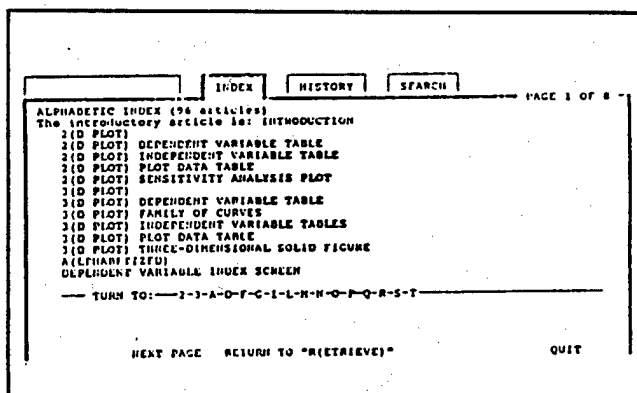 INDEX HISTORY SEARCH
PAGE 1 OF 8
ALPHABETIC INDEX (96 articles)
The introductory article is: INTRODUCTION
2(D PLOT)
2(D PLOT) DEPENDENT VARIABLE TABLE
2(D PLOT) INDEPENDENT VARIABLE TABLE
2(D PLOT) PLOT DATA TABLE
2(D PLOT) SENSITIVITY ANALYSIS PLOT
3(D PLOT)
3(D PLOT) DEPENDENT VARIABLE TABLE
3(D PLOT) FAMILY OF CURVES
3(D PLOT) INDEPENDENT VARIABLE TABLES
3(D PLOT) PLOT DATA TABLE
3(D PLOT) THREE-DIMENSIONAL SOLID FIGURE
A(LPHABETIZED)
DEPENDENT VARIABLE INDEX SCREEN
TURN TO: 2-3-A-D-F-G-I-L-M-N-O-P-Q-R-S-T
NEXT PAGE RETURN TO "R(ETRIEVE)" QUIT